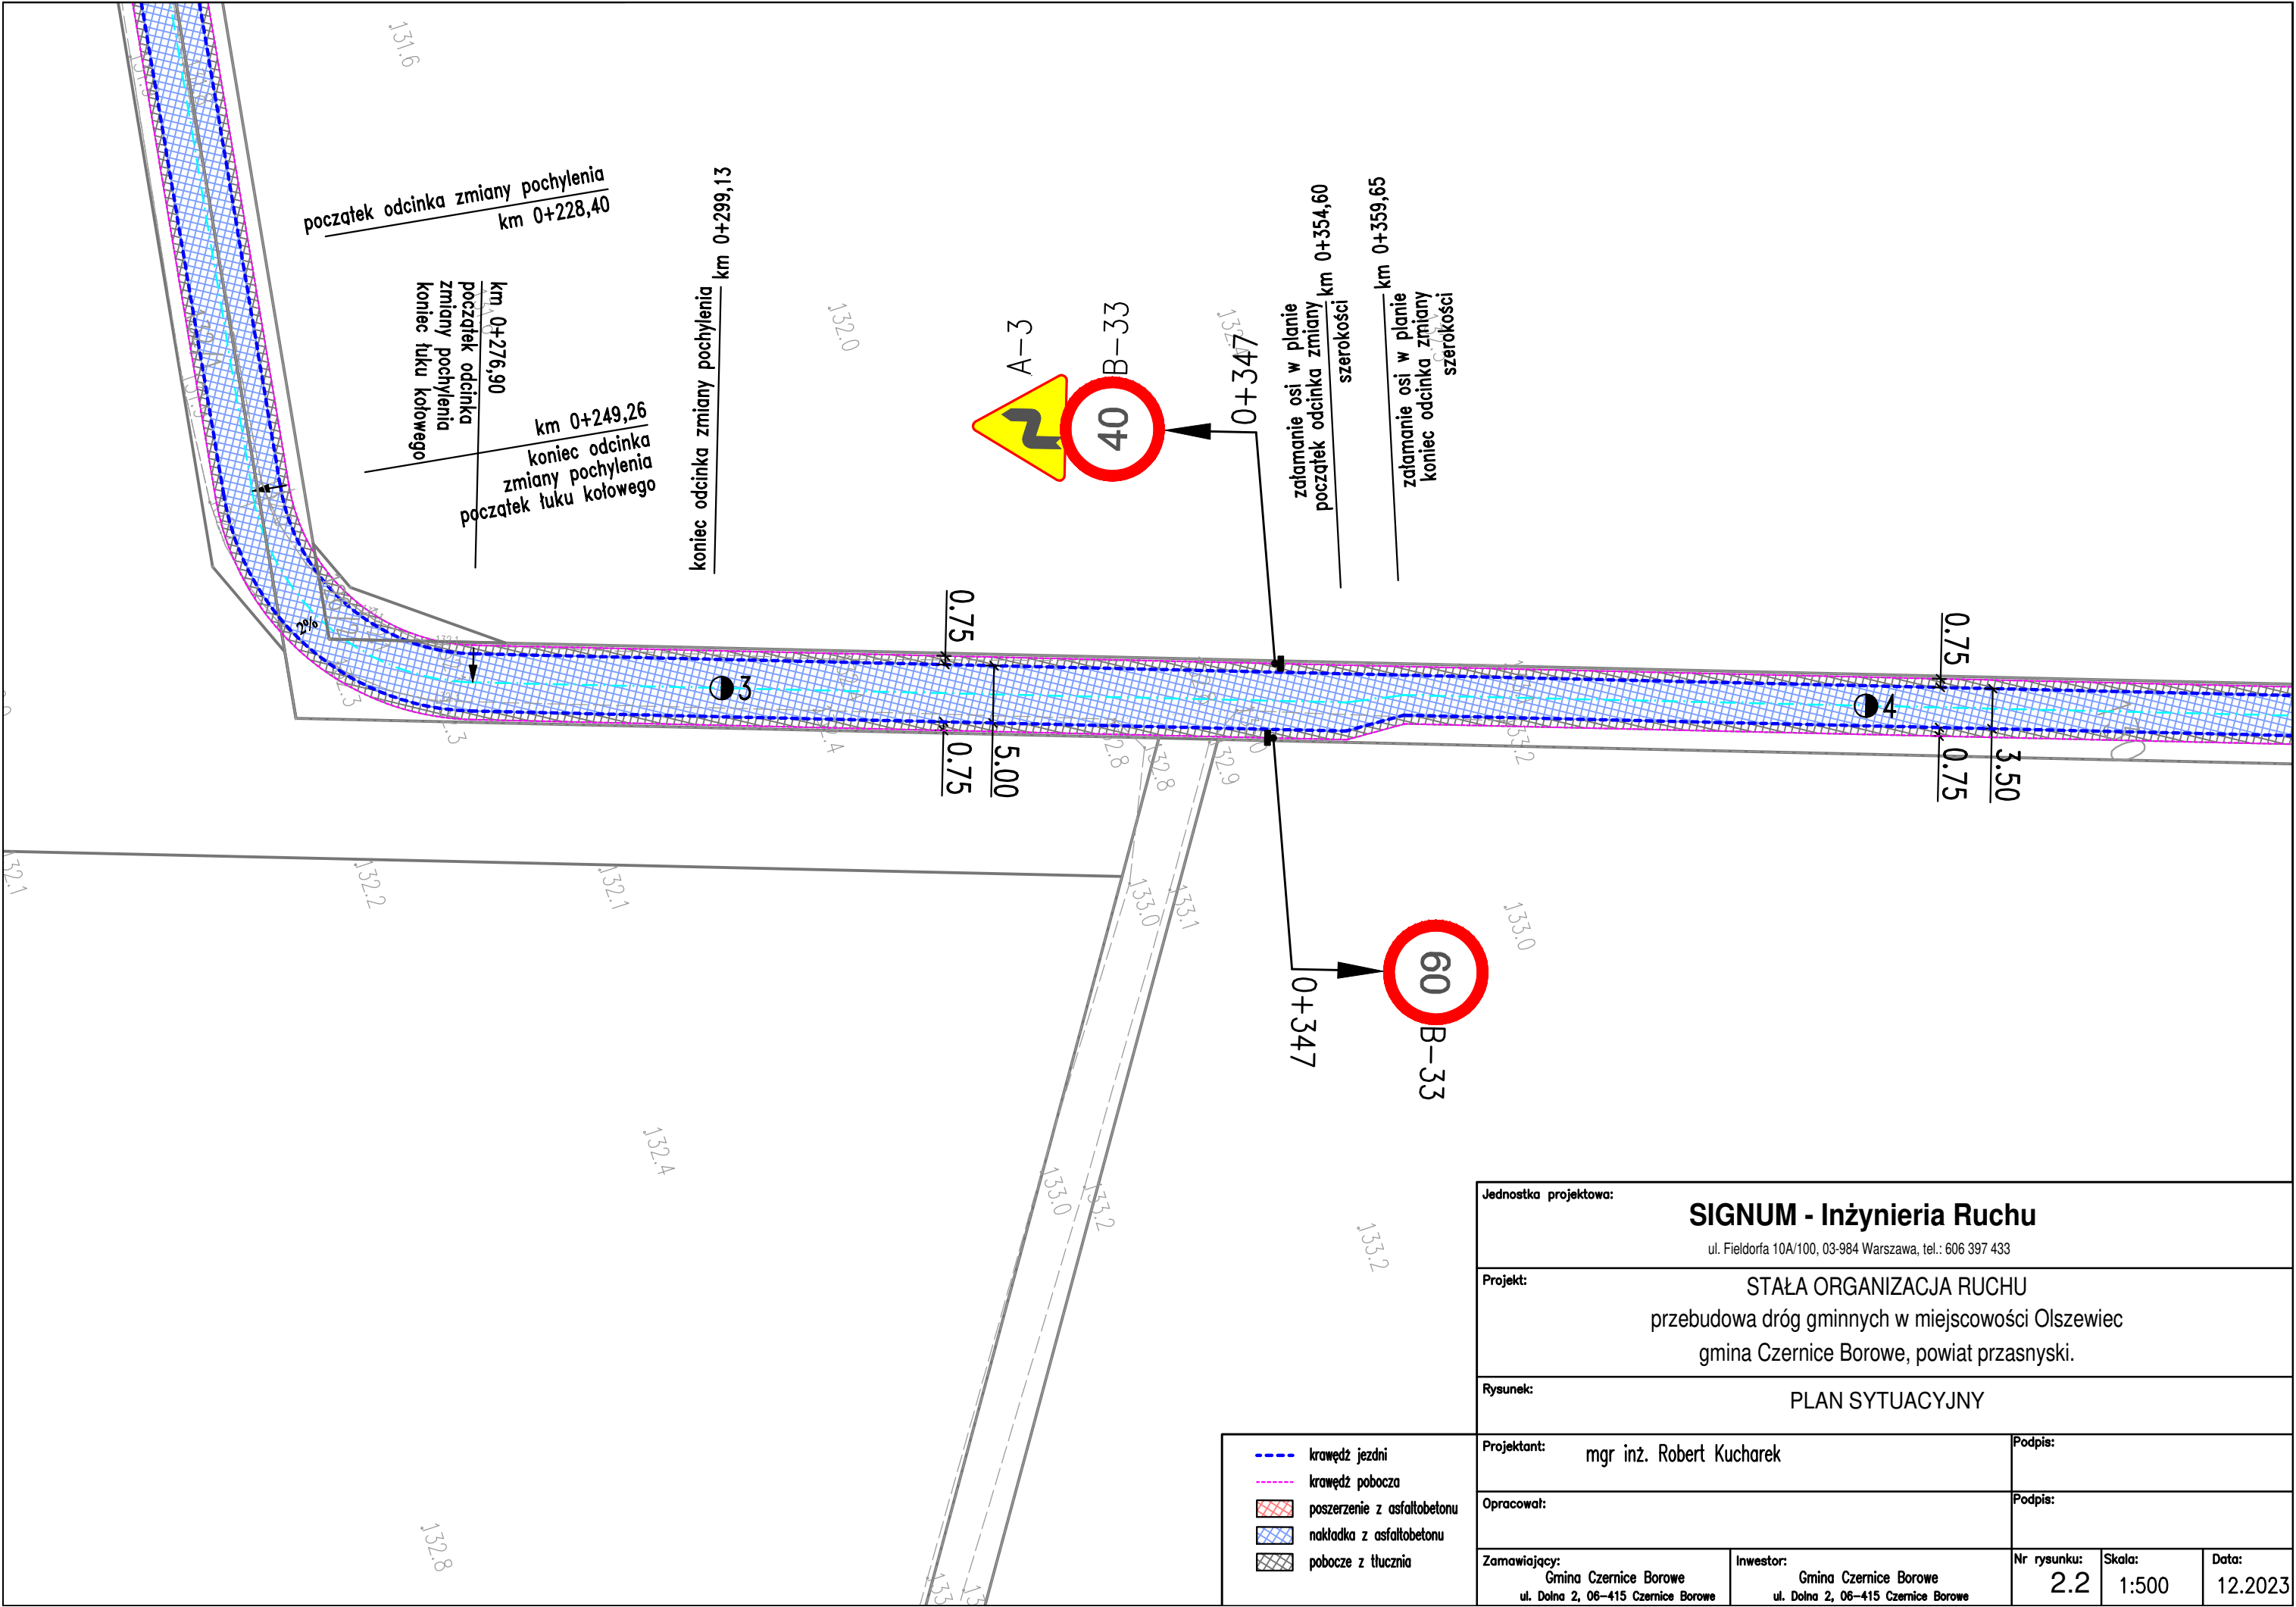 131.6
początek odcinka zmiany pochylenia
km 0+228,40
km 0+276,90
początek odcinka
zmiany pochylenia
koniec łuku kołowego
km 0+249,26
koniec odcinka
zmiany pochylenia
początek łuku kołowego
koniec odcinka zmiany pochylenia km 0+299,13
132.0
A-3
B-33
40
132.4
0+347
załamanie osi w planie
początek odcinka zmiany
szerokości
km 0+354,60
km 0+359,65
załamanie osi w planie
koniec odcinka zmiany
szerokości
2%
3
0.75
5.00
0.75
4
0.75
3.50
0.75
132.8
132.8
132.9
133.2
132.1
132.2
132.1
133.0
133.1
133.0
60
B-33
0+347
132.4
133.0
133.2
133.2
132.8
krawędź jezdni
krawędź pobocza
poszerzenie z asfaltobetonu
nakładka z asfaltobetonu
pobocze z tłucznia
Jednostka projektowa:
SIGNUM - Inżynieria Ruchu
ul. Fieldorfa 10A/100, 03-984 Warszawa, tel.: 606 397 433
Projekt:
STAŁA ORGANIZACJA RUCHU
przebudowa dróg gminnych w miejscowości Olszewiec
gmina Czernice Borowe, powiat przasnyski.
Rysunek:
PLAN SYTUACYJNY
Projektant:
mgr inż. Robert Kucharek
Podpis:
Opracował:
Podpis:
Zamawiający:
Gmina Czernice Borowe
ul. Dolna 2, 06-415 Czernice Borowe
Inwestor:
Gmina Czernice Borowe
ul. Dolna 2, 06-415 Czernice Borowe
Nr rysunku:
2.2
Skala:
1:500
Data:
12.2023